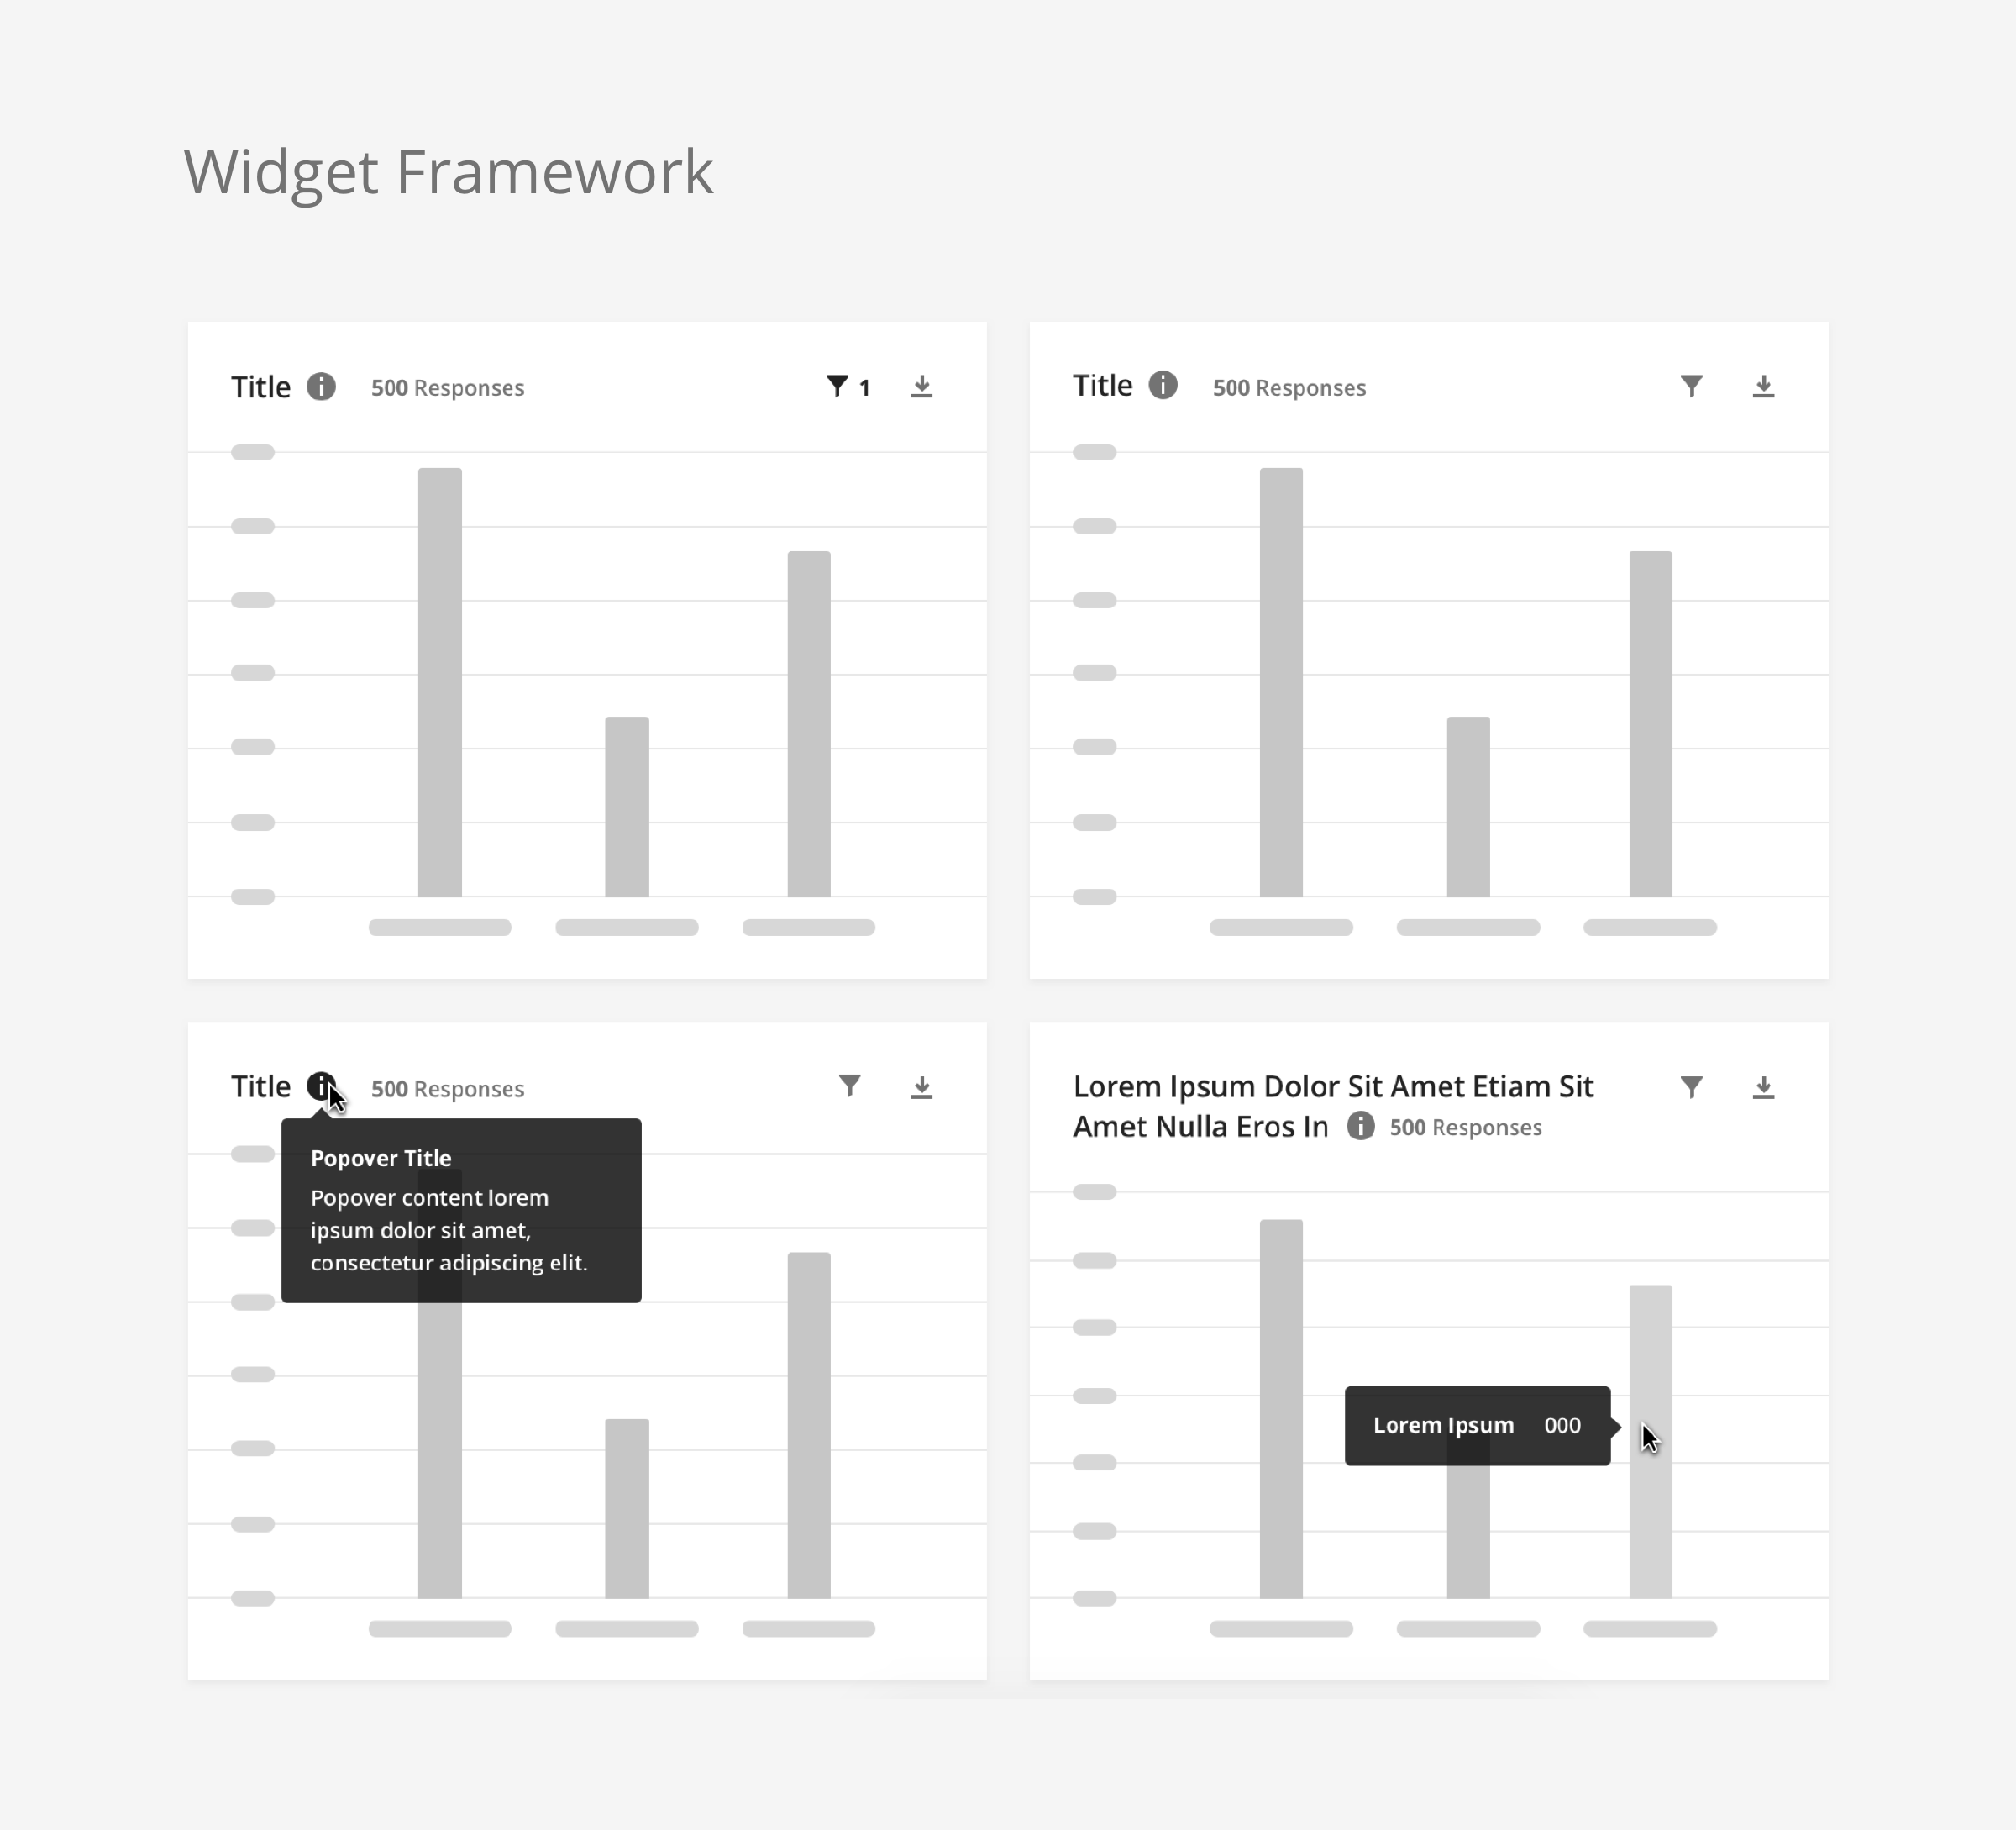 Widget Framework
Title 500 Responses 1
Title 500 Responses
Title 500 Responses
Popover Title
Popover content lorem
ipsum dolor sit amet,
consectetur adipiscing elit.
Lorem Ipsum Dolor Sit Amet Etiam Sit
Amet Nulla Eros In 500 Responses
Lorem Ipsum 000